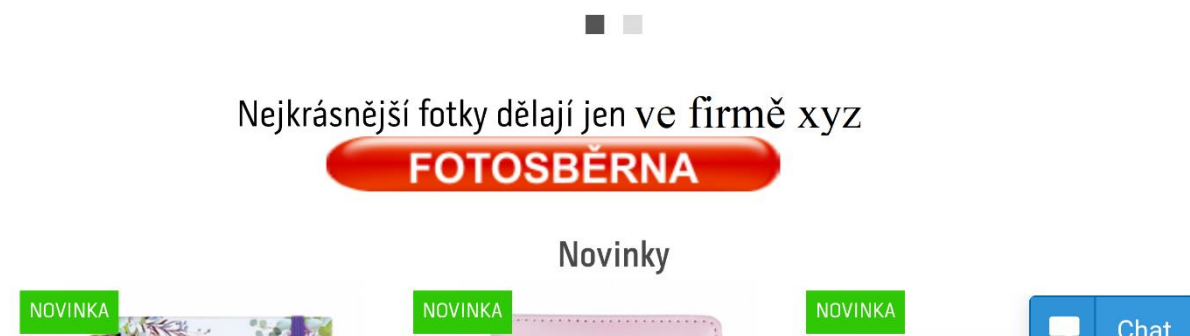 Nejkrásnější fotky dělají jen ve firmě xyz
FOTOSBĚRNA
Novinky
NOVINKA NOVINKA NOVINKA
Chat